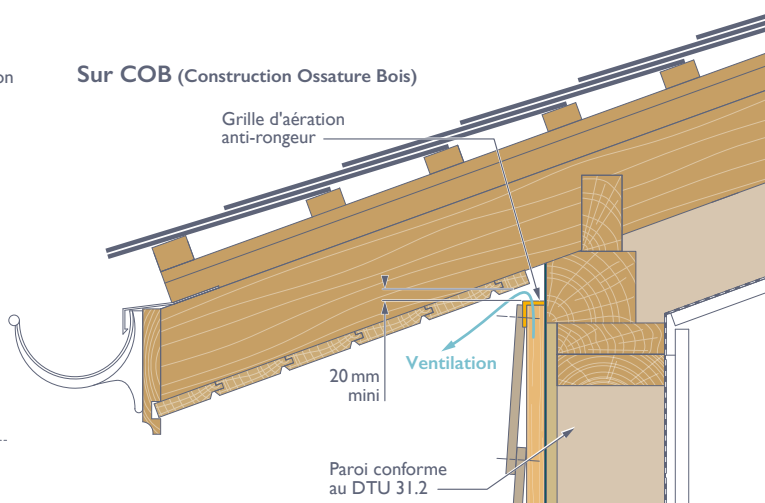 on
Sur COB (Construction Ossature Bois)
Grille d'aération
anti-rongeur
Ventilation
20 mm
mini
Paroi conforme
au DTU 31.2